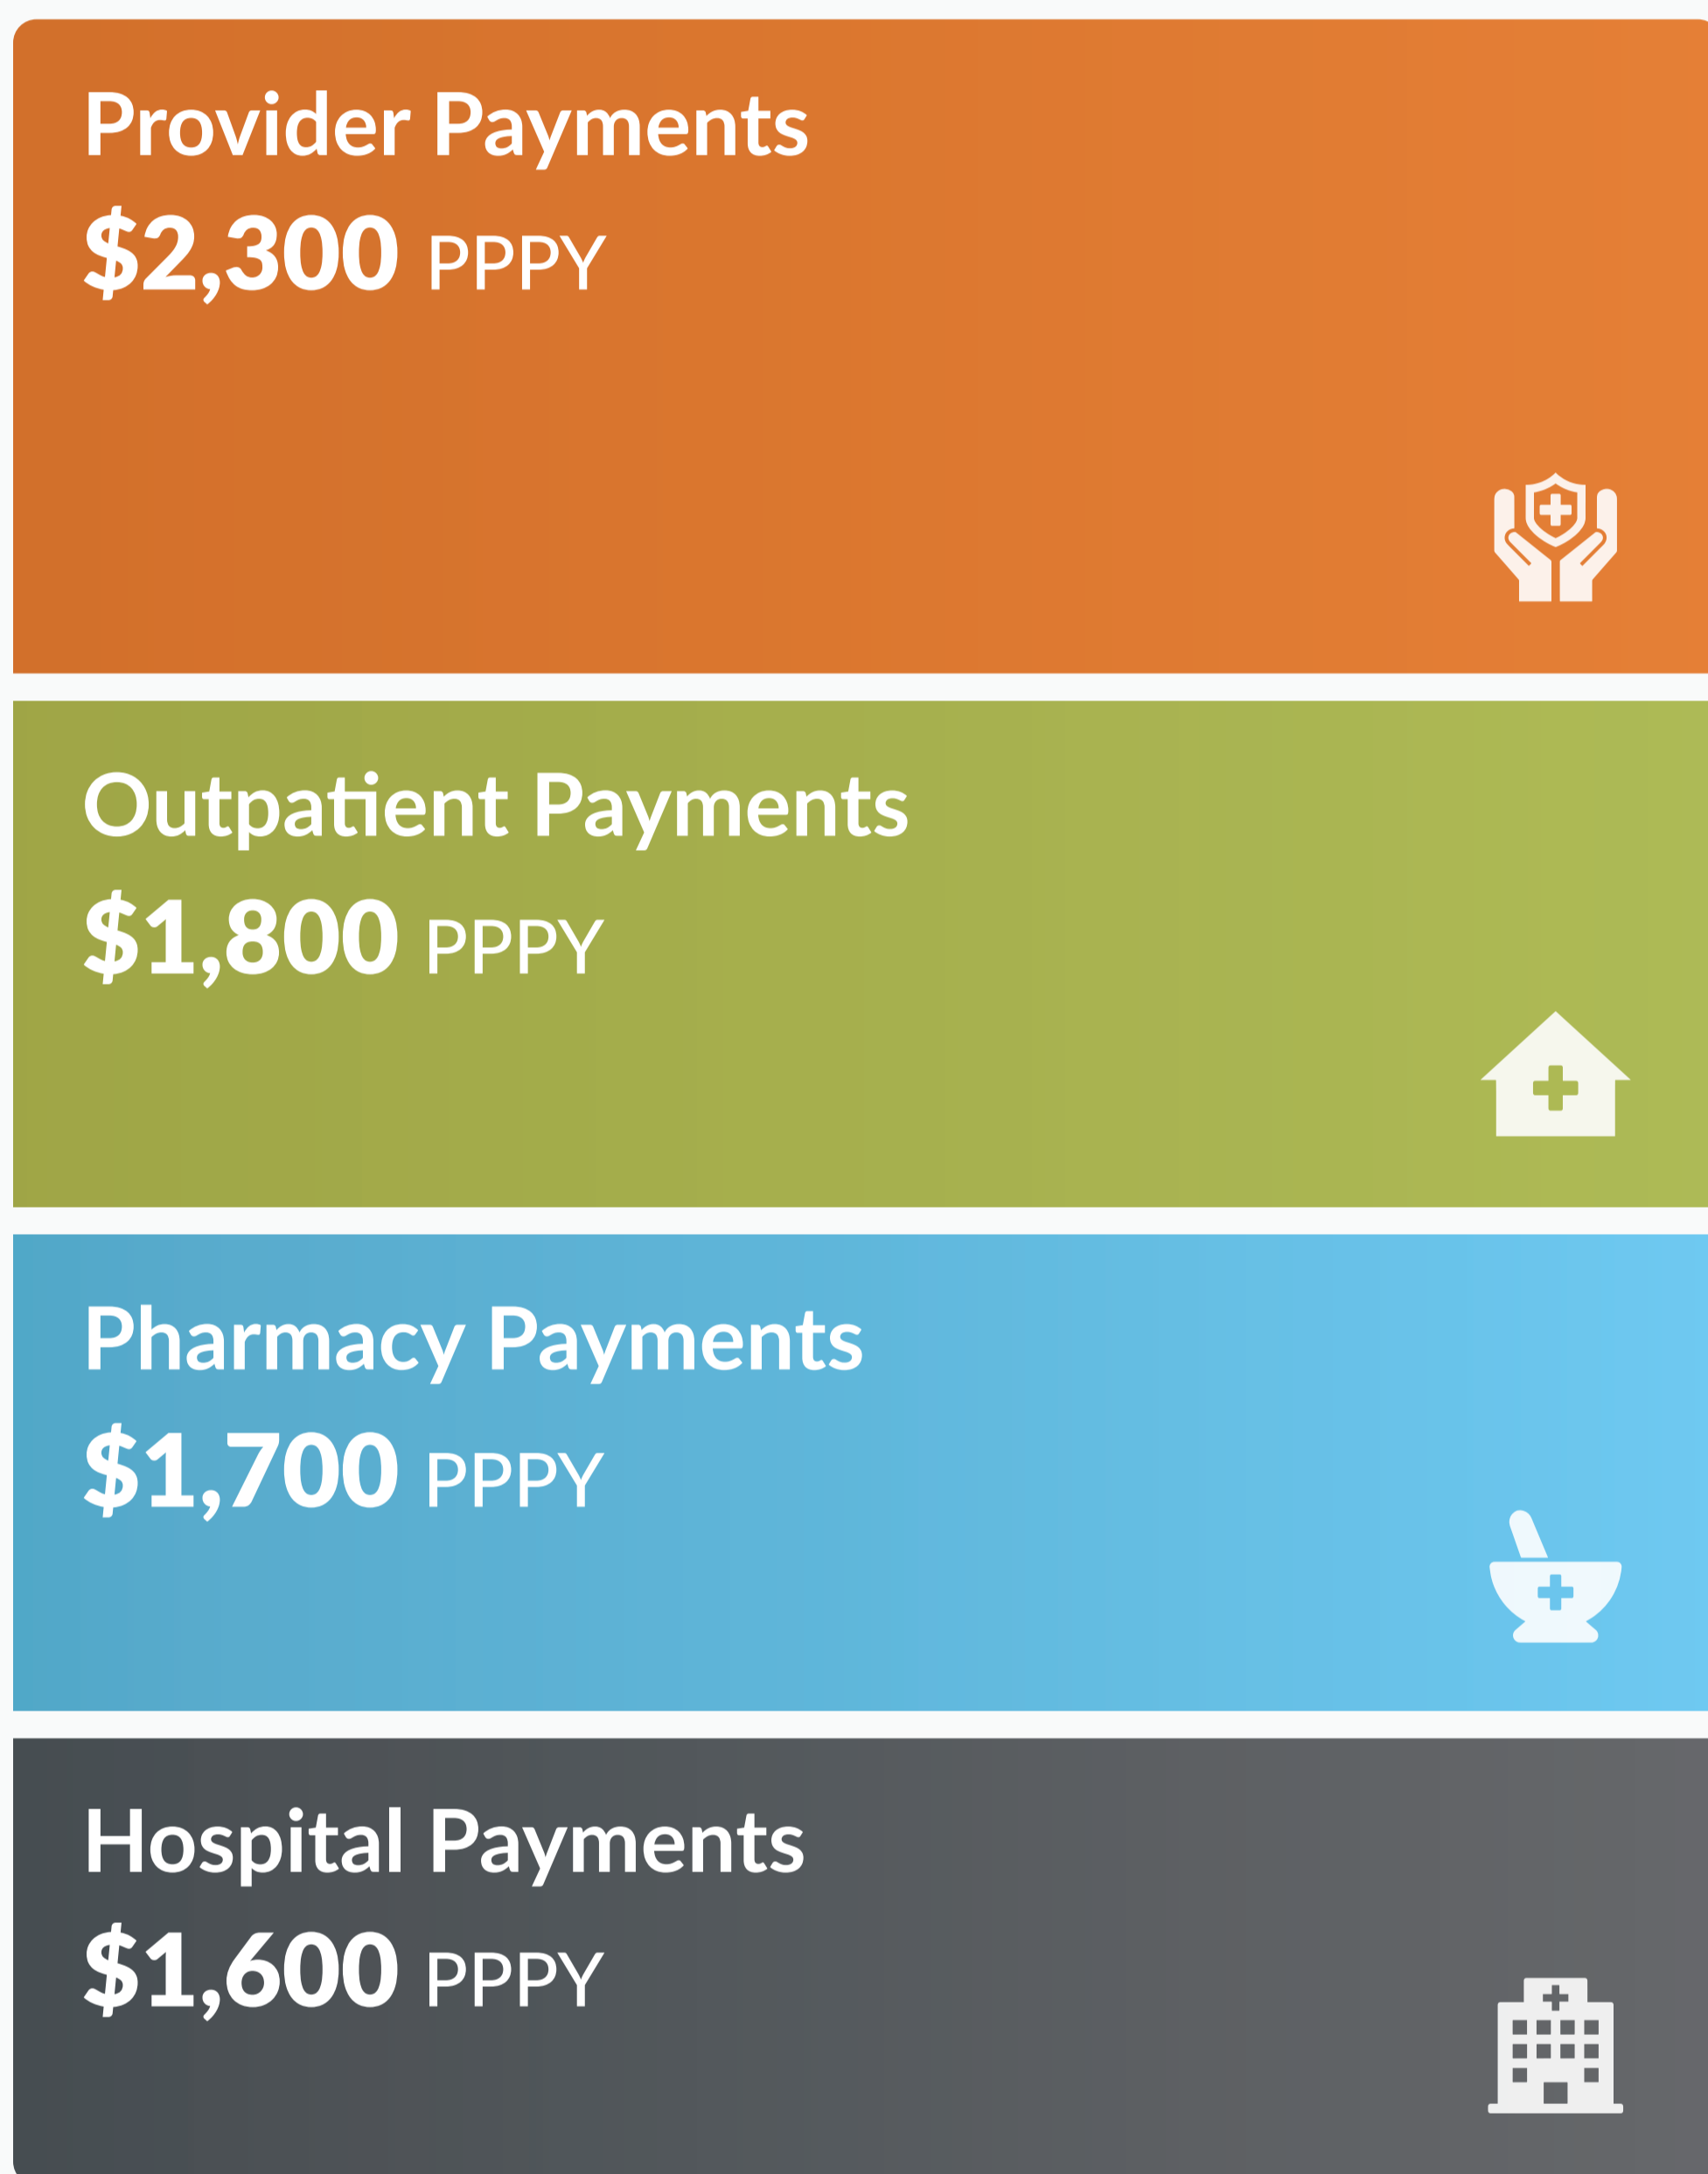 Provider Payments
$2,300 PPPY
Outpatient Payments
$1,800 PPPY
Pharmacy Payments
$1,700 PPPY
Hospital Payments
$1,600 PPPY